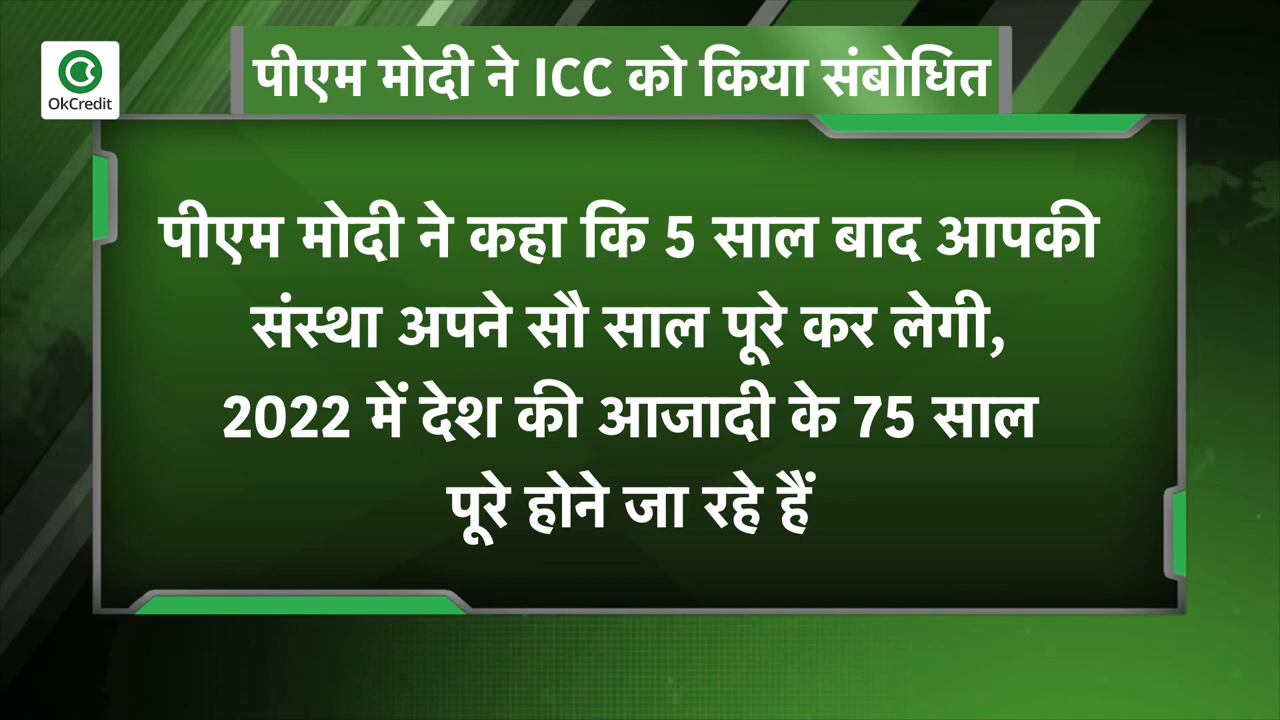 OkCredit
पीएम मोदी ने ICC को किया संबोधित
पीएम मोदी ने कहा कि 5 साल बाद आपकी
संस्था अपने सौ साल पूरे कर लेगी,
2022 में देश की आजादी के 75 साल
पूरे होने जा रहे हैं